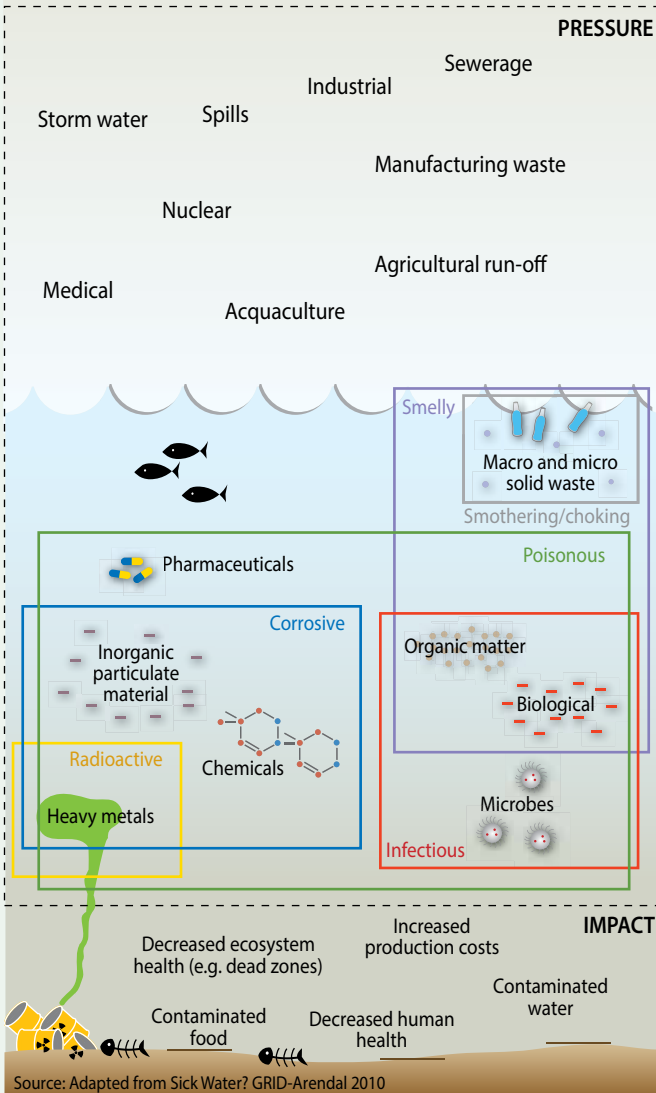 PRESSURE
Sewerage
Industrial
Spills
Storm water
Manufacturing waste
Nuclear
Agricultural run-off
Medical
Acquaculture
Smelly
Macro and micro
solid waste
Smothering/choking
Poisonous
Pharmaceuticals
Corrosive
Inorganic
particulate
material
Organic matter
Biological
Radioactive
Chemicals
Heavy metals
Microbes
Infectious
IMPACT
Increased
production costs
Decreased ecosystem
health (e.g. dead zones)
Contaminated
water
Contaminated
food
Decreased human
health
Source: Adapted from Sick Water? GRID-Arendal 2010